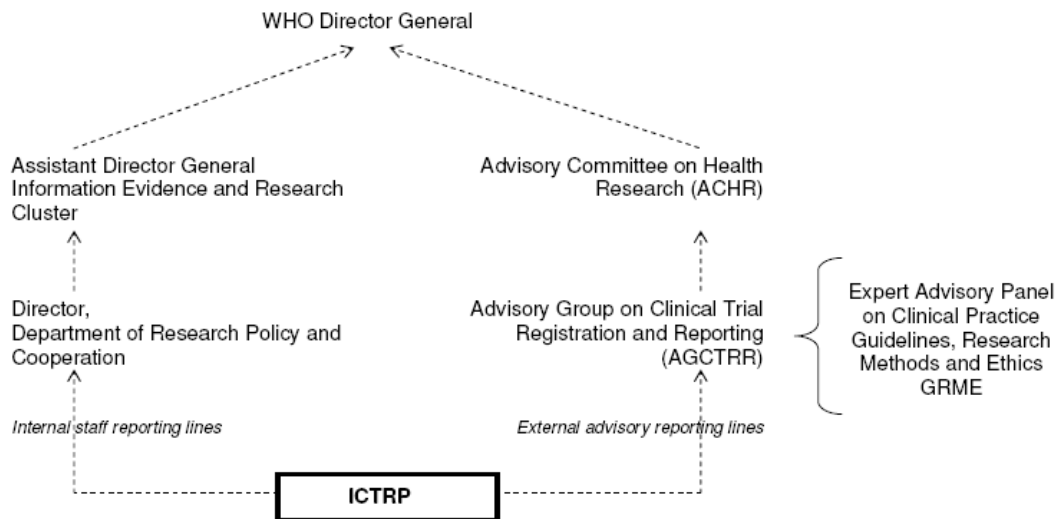 WHO Director General
Assistant Director General
Information Evidence and Research
Cluster
Advisory Committee on Health
Research (ACHR)
Director,
Department of Research Policy and
Cooperation
Advisory Group on Clinical Trial
Registration and Reporting
(AGCTRR)
Expert Advisory Panel
on Clinical Practice
Guidelines, Research
Methods and Ethics
GRME
Internal staff reporting lines
External advisory reporting lines
ICTRP